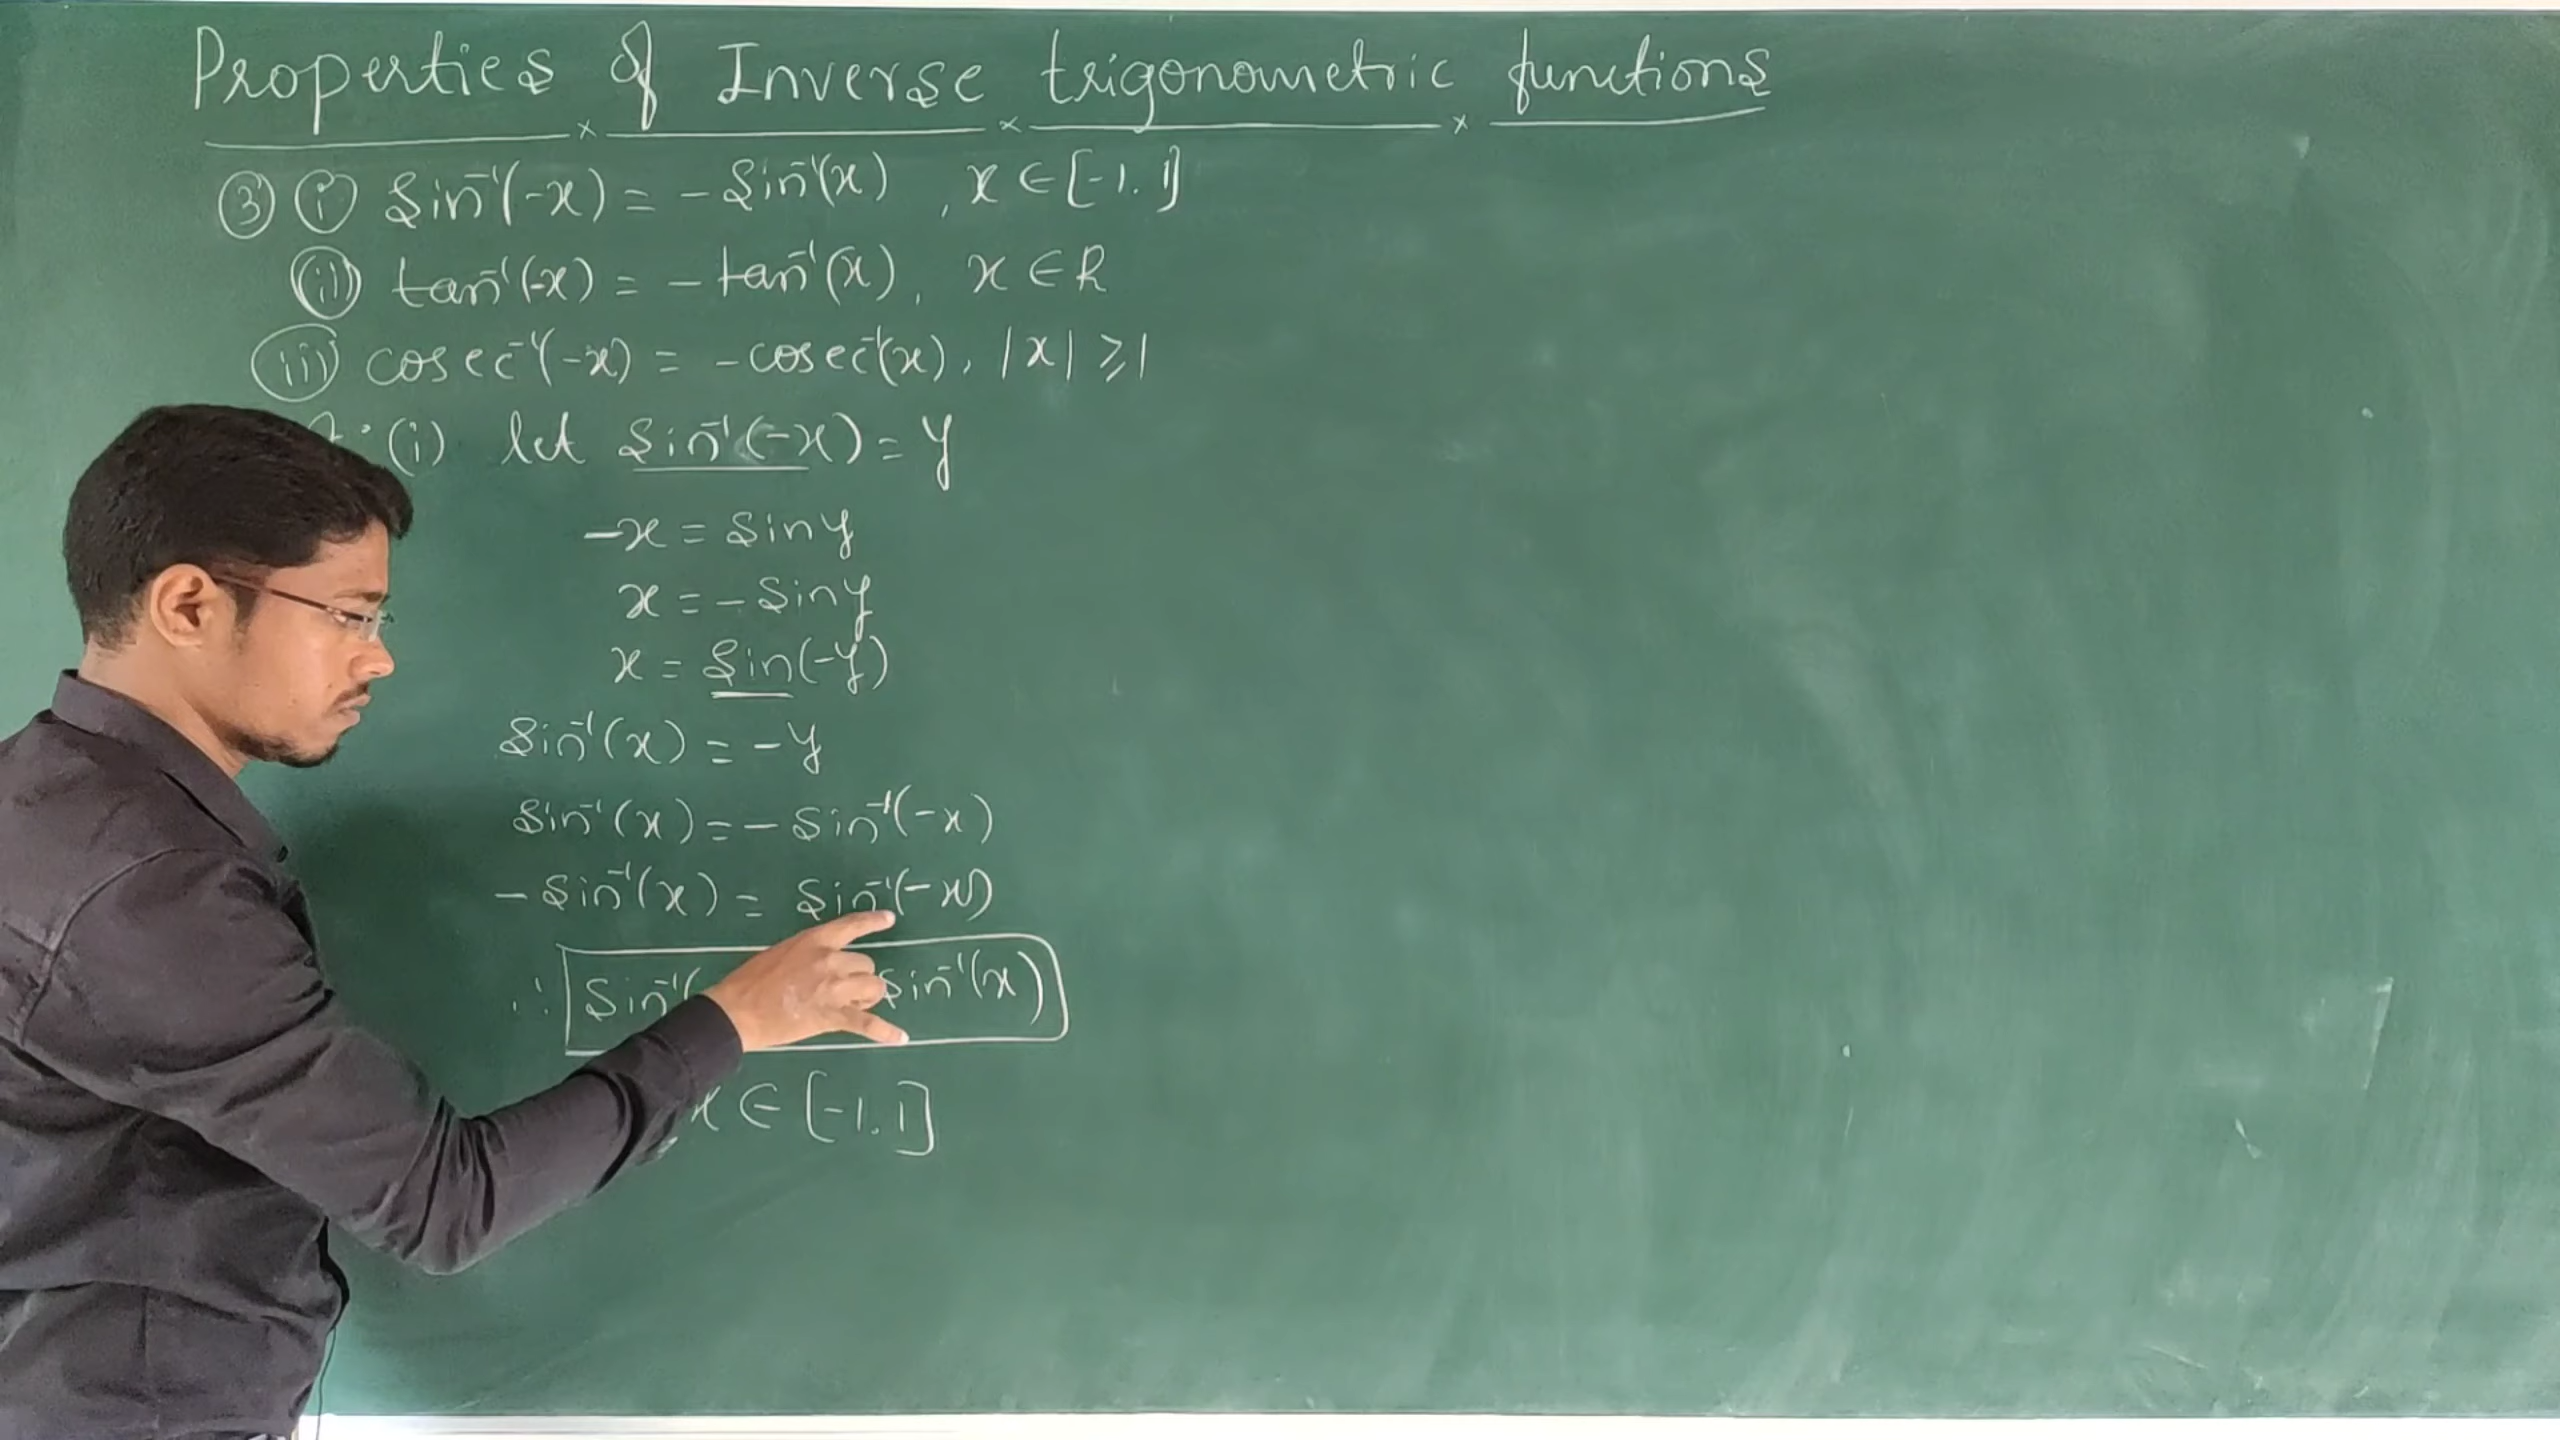 Properties of Inverse trigonometric functions
③ (i) Sin⁻¹(-x) = -Sin⁻¹(x) , x ∈ [-1, 1]
(ii) tan⁻¹(-x) = -tan⁻¹(x), x ∈ R
(iii) cosec⁻¹(-x) = -cosec⁻¹(x), |x| ≥ 1
(i) let Sin⁻¹(-x) = y
-x = Sin y
x = -Sin y
x = Sin(-y)
Sin⁻¹(x) = -y
Sin⁻¹(x) = -Sin⁻¹(-x)
-Sin⁻¹(x) = Sin⁻¹(-x)
∴ Sin⁻¹( Sin⁻¹(x)
x ∈ [-1, 1]